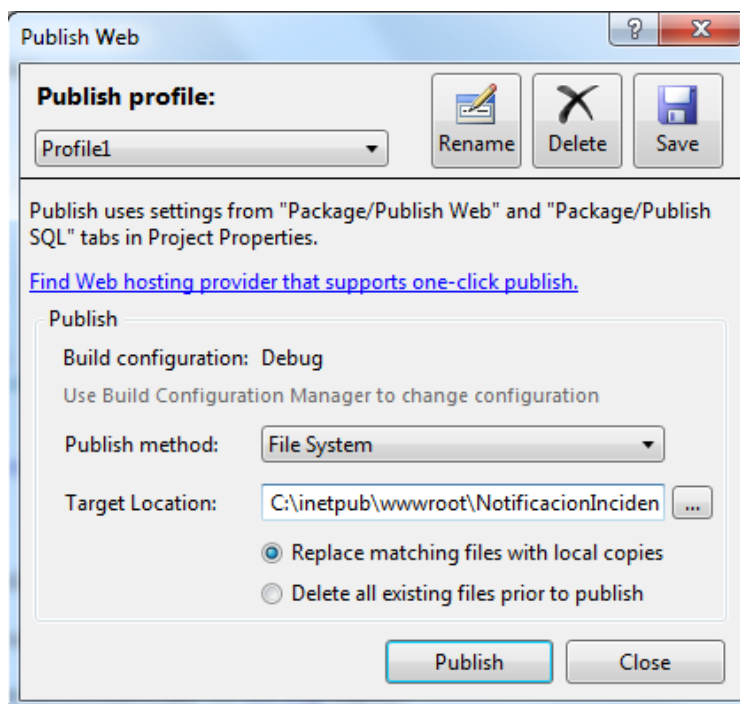 Publish Web
Publish profile:
Profile1
Rename
Delete
Save
Publish uses settings from "Package/Publish Web" and "Package/Publish
SQL" tabs in Project Properties.
Find Web hosting provider that supports one-click publish.
Publish
Build configuration: Debug
Use Build Configuration Manager to change configuration
Publish method: File System
Target Location: C:\inetpub\wwwroot\NotificacionInciden ...
Replace matching files with local copies
Delete all existing files prior to publish
Publish
Close